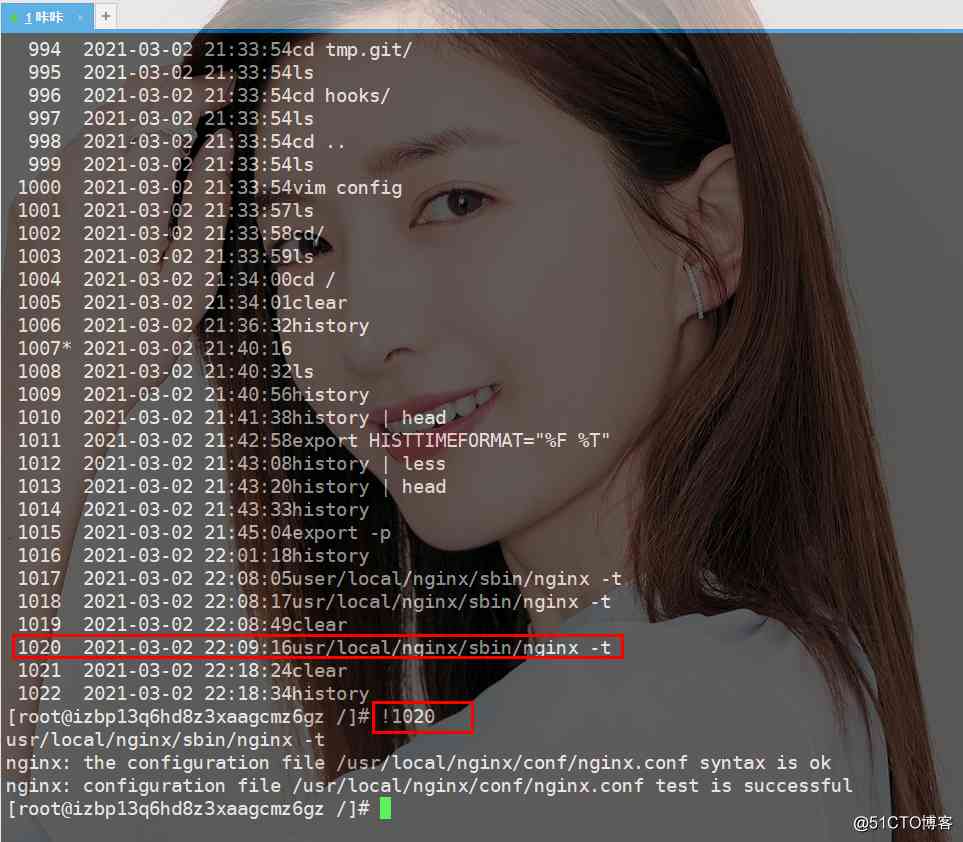 1 咔咔 × +
994 2021-03-02 21:33:54cd tmp.git/
995 2021-03-02 21:33:54ls
996 2021-03-02 21:33:54cd hooks/
997 2021-03-02 21:33:54ls
998 2021-03-02 21:33:54cd ..
999 2021-03-02 21:33:54ls
1000 2021-03-02 21:33:54vim config
1001 2021-03-02 21:33:57ls
1002 2021-03-02 21:33:58cd/
1003 2021-03-02 21:33:59ls
1004 2021-03-02 21:34:00cd /
1005 2021-03-02 21:34:01clear
1006 2021-03-02 21:36:32history
1007* 2021-03-02 21:40:16
1008 2021-03-02 21:40:32ls
1009 2021-03-02 21:40:56history
1010 2021-03-02 21:41:38history | head
1011 2021-03-02 21:42:58export HISTTIMEFORMAT="%F %T"
1012 2021-03-02 21:43:08history | less
1013 2021-03-02 21:43:20history | head
1014 2021-03-02 21:43:33history
1015 2021-03-02 21:45:04export -p
1016 2021-03-02 22:01:18history
1017 2021-03-02 22:08:05user/local/nginx/sbin/nginx -t
1018 2021-03-02 22:08:17usr/local/nginx/sbin/nginx -t
1019 2021-03-02 22:08:49clear
1020 2021-03-02 22:09:16usr/local/nginx/sbin/nginx -t
1021 2021-03-02 22:18:24clear
1022 2021-03-02 22:18:34history
[root@izbp13q6hd8z3xaagcmz6gz /]# !1020
usr/local/nginx/sbin/nginx -t
nginx: the configuration file /usr/local/nginx/conf/nginx.conf syntax is ok
nginx: configuration file /usr/local/nginx/conf/nginx.conf test is successful
[root@izbp13q6hd8z3xaagcmz6gz /]#
@51CTO博客